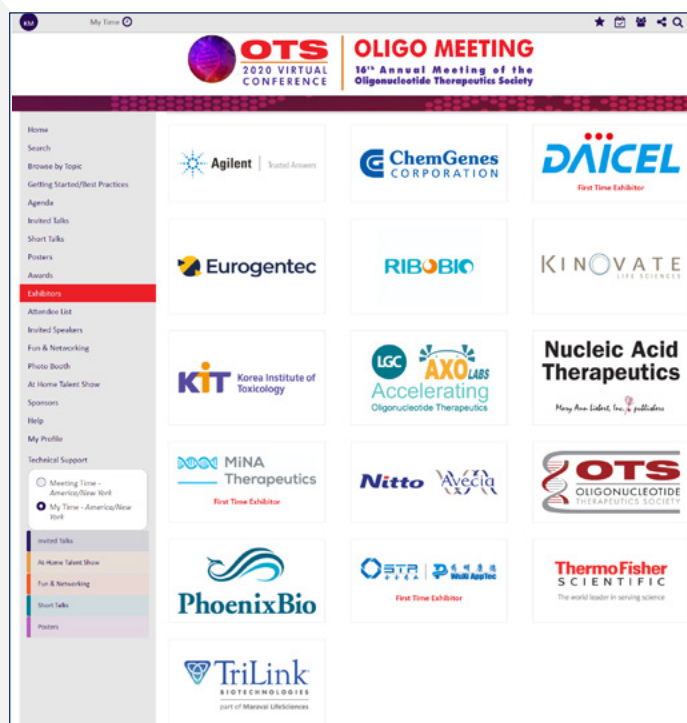 KM
My Time
OTS
2020 VIRTUAL
CONFERENCE
OLIGO MEETING
16th Annual Meeting of the
Oligonucleotide Therapeutics Society
Home
Search
Browse by Topic
Getting Started/Best Practices
Agenda
Invited Talks
Short Talks
Posters
Awards
Exhibitors
Attendee List
Invited Speakers
Fun & Networking
Photo Booth
At Home Talent Show
Sponsors
Help
My Profile
Technical Support
Meeting Time -
America/New York
My Time - America/New
York
Invited Talks
At Home Talent Show
Fun & Networking
Short Talks
Posters
Agilent Trusted Answers
ChemGenes
CORPORATION
DAICEL
First Time Exhibitor
Eurogentec
RIBOBIO
KINOVATE
LIFE SCIENCES
KIT Korea Institute of
Toxicology
LGC AXO LABS
Accelerating
Oligonucleotide Therapeutics
Nucleic Acid
Therapeutics
Mary Ann Liebert, Inc. publishers
MiNA
Therapeutics
First Time Exhibitor
Nitto Avecia
OTS
OLIGONUCLEOTIDE
THERAPEUTICS SOCIETY
PhoenixBio
STA WuXi AppTec
First Time Exhibitor
ThermoFisher
SCIENTIFIC
The world leader in serving science
TriLink
BIOTECHNOLOGIES
part of Maravai LifeSciences